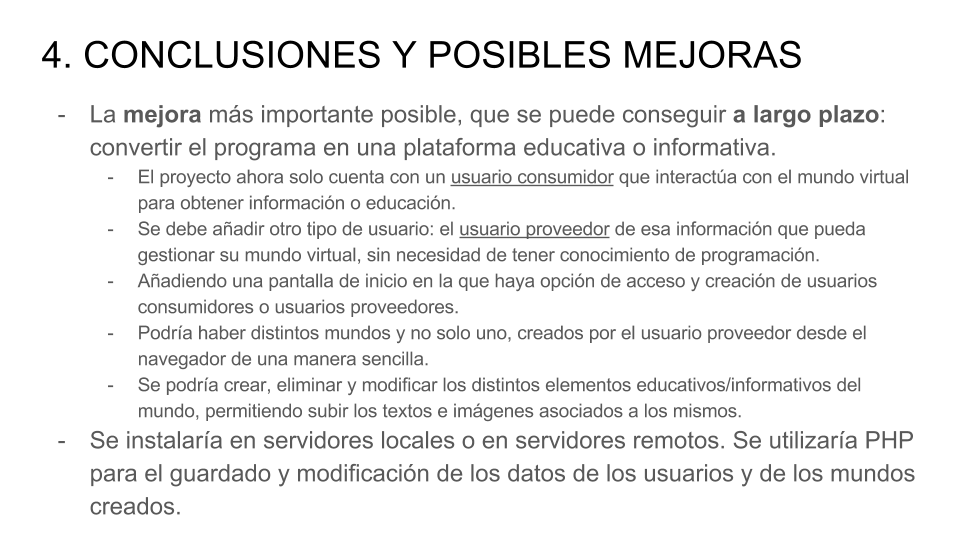 4. CONCLUSIONES Y POSIBLES MEJORAS
- La mejora más importante posible, que se puede conseguir a largo plazo:
convertir el programa en una plataforma educativa o informativa.
- El proyecto ahora solo cuenta con un usuario consumidor que interactúa con el mundo virtual
para obtener información o educación.
- Se debe añadir otro tipo de usuario: el usuario proveedor de esa información que pueda
gestionar su mundo virtual, sin necesidad de tener conocimiento de programación.
- Añadiendo una pantalla de inicio en la que haya opción de acceso y creación de usuarios
consumidores o usuarios proveedores.
- Podría haber distintos mundos y no solo uno, creados por el usuario proveedor desde el
navegador de una manera sencilla.
- Se podría crear, eliminar y modificar los distintos elementos educativos/informativos del
mundo, permitiendo subir los textos e imágenes asociados a los mismos.
- Se instalaría en servidores locales o en servidores remotos. Se utilizaría PHP
para el guardado y modificación de los datos de los usuarios y de los mundos
creados.